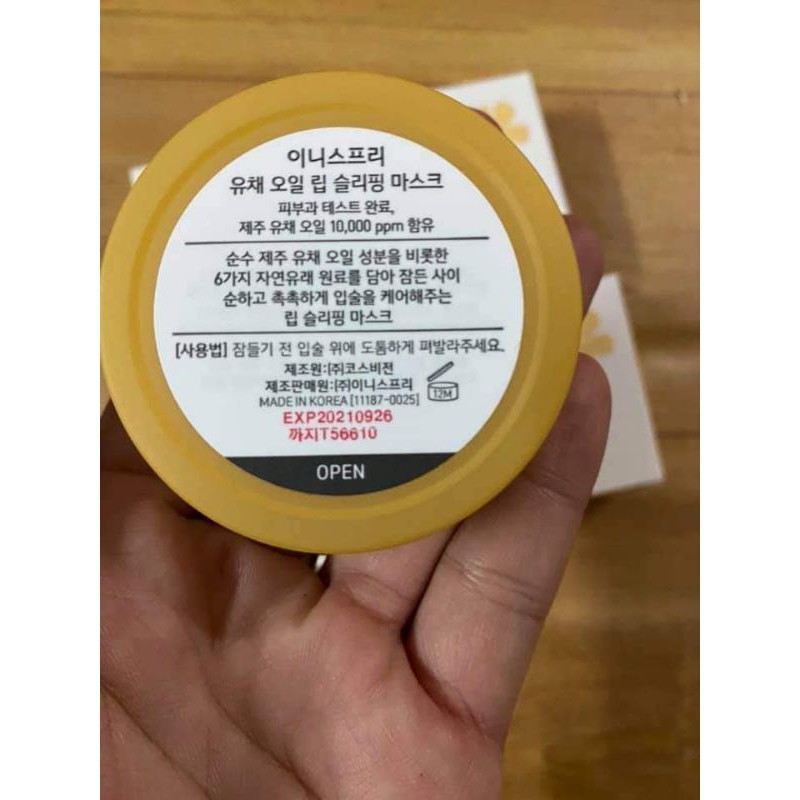 이니스프리
유채 오일 립 슬리핑 마스크
피부과 테스트 완료,
제주 유채 오일 10,000 ppm 함유
순수 제주 유채 오일 성분을 비롯한
6가지 자연유래 원료를 담아 잠든 사이
순하고 촉촉하게 입술을 케어해주는
립 슬리핑 마스크
[사용법] 잠들기 전 입술 위에 도톰하게 펴발라주세요.
제조원:(주)코스비전
제조판매원:(주)이니스프리
MADE IN KOREA [11187-0025]
12M
EXP20210926
까지T56610
OPEN